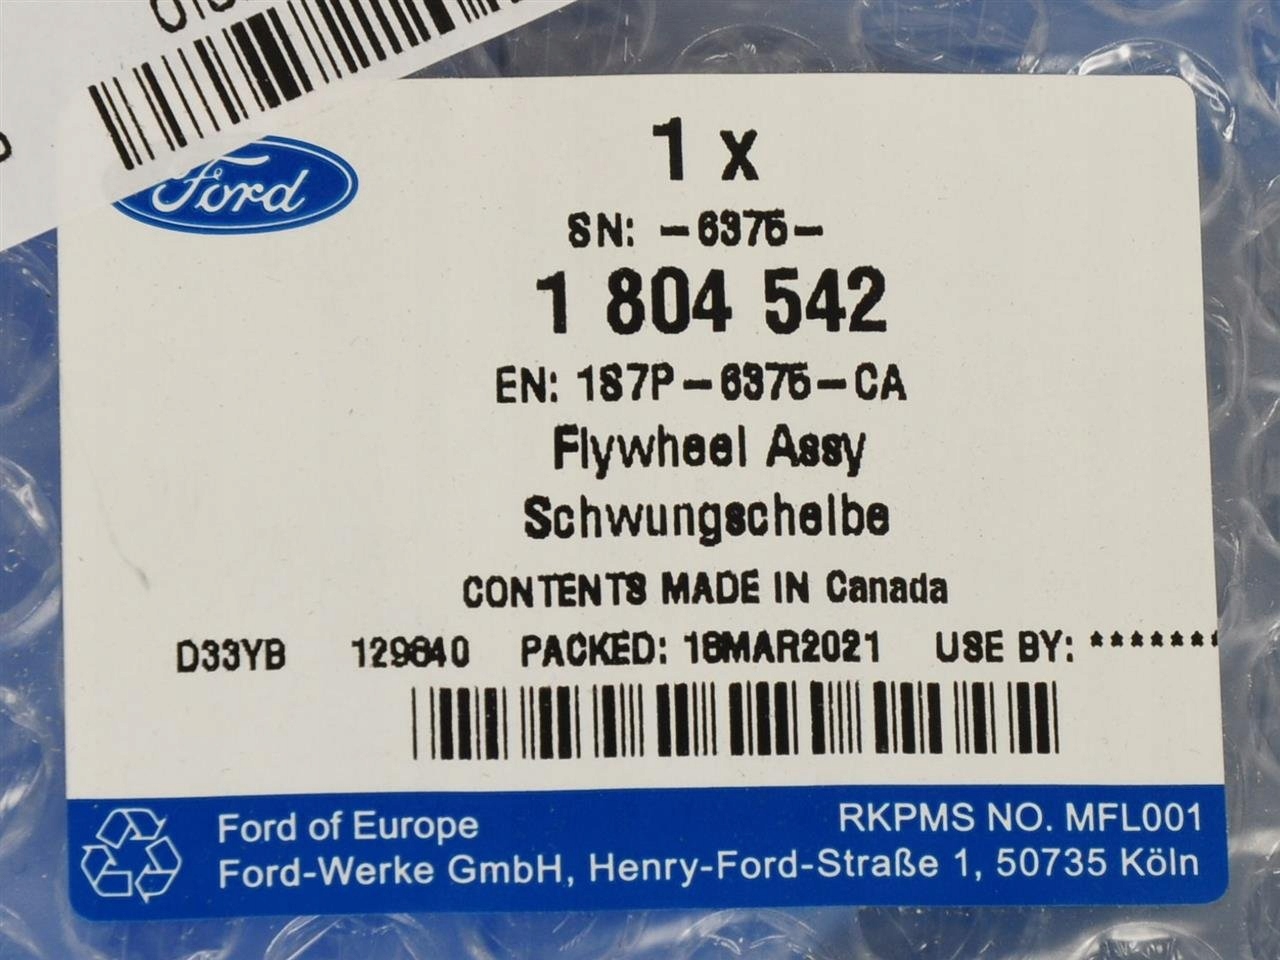 Ford
1 x
SN: -6375-
1 804 542
EN: 1S7P-6375-CA
Flywheel Assy
Schwungscheibe
CONTENTS MADE IN Canada
D33YB 129640 PACKED: 16MAR2021 USE BY: *******
Ford of Europe RKPMS NO. MFL001
Ford-Werke GmbH, Henry-Ford-Straße 1, 50735 Köln